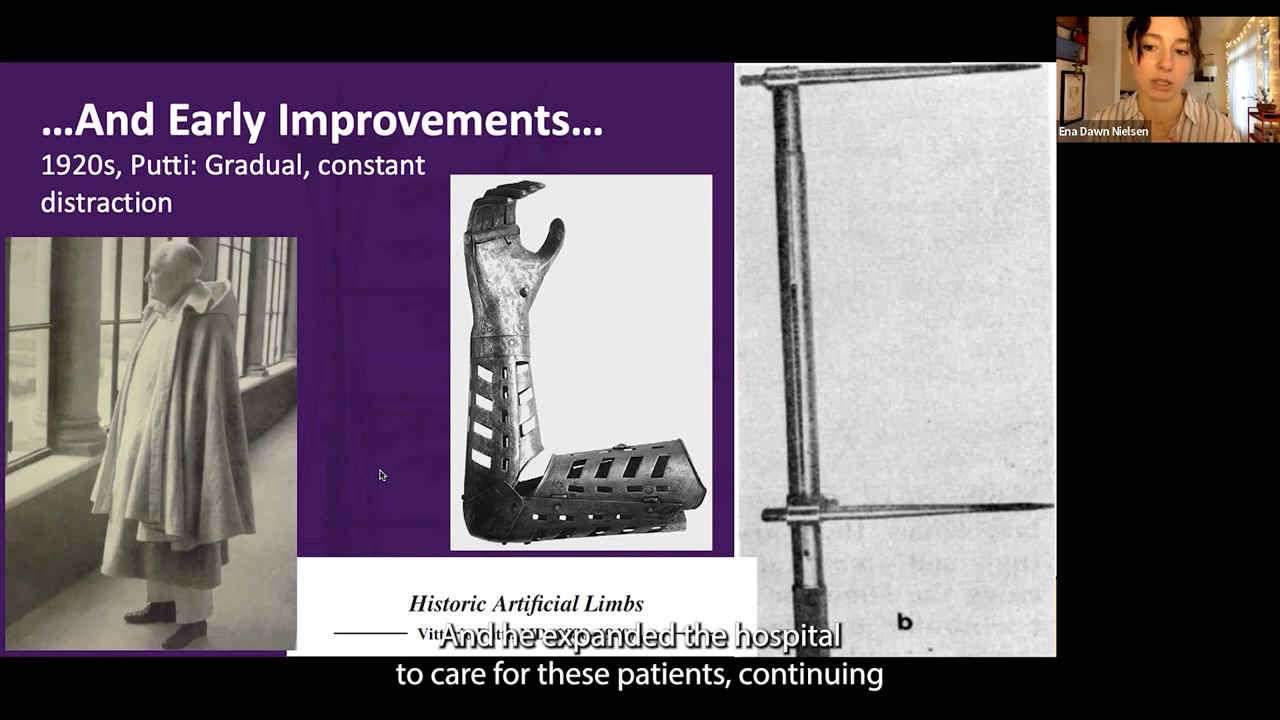 ...And Early Improvements...
1920s, Putti: Gradual, constant
distraction
Ena Dawn Nielsen
Historic Artificial Limbs
b
And he expanded the hospital
to care for these patients, continuing